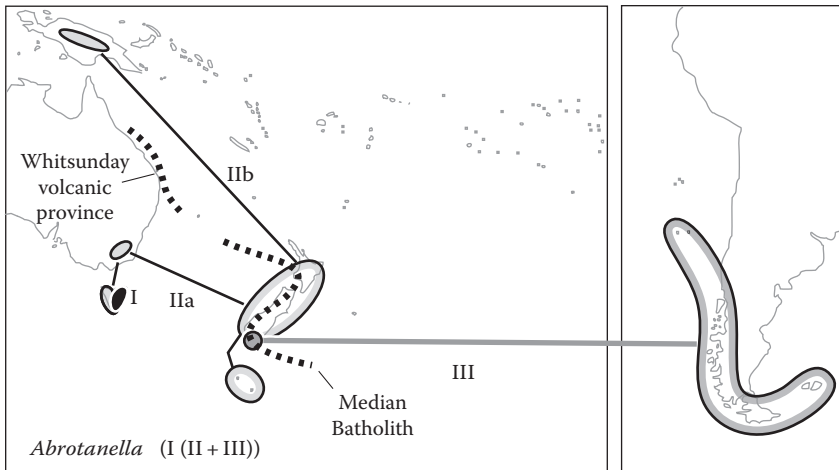 Whitsunday
volcanic
province
IIb
I
IIa
III
Median
Batholith
Abrotanella (I (II + III))